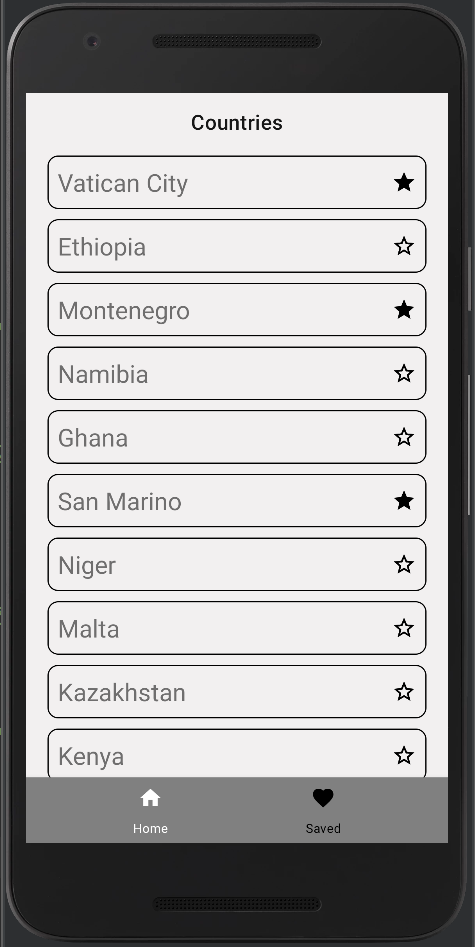 Countries
Vatican City
Ethiopia
Montenegro
Namibia
Ghana
San Marino
Niger
Malta
Kazakhstan
Kenya
Home Saved